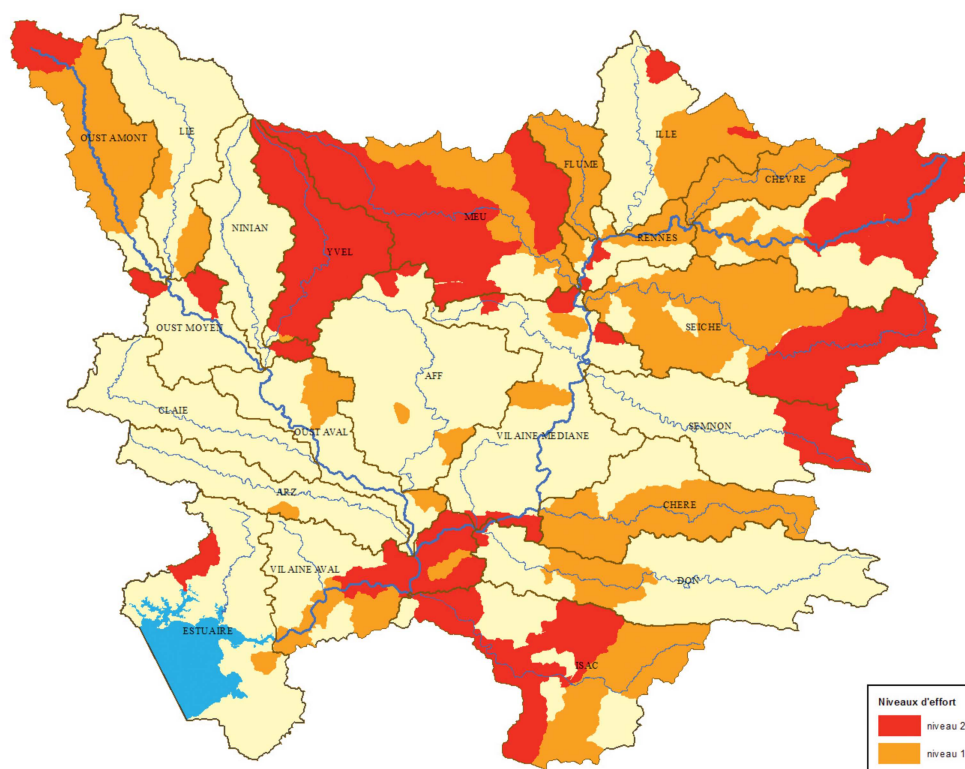 OUST AMONT
LIE
ILLE
FLUME
CHEVRE
NINIAN
MEU
YVEL
RENNES
OUST MOYEN
SEICHE
AFF
CLAIE
OUST AVAL
VILAINE MEDIANE
SEMNON
ARZ
CHERE
VILAINE AVAL
DON
ESTUAIRE
ISAC
Niveaux d'effort
niveau 2
niveau 1